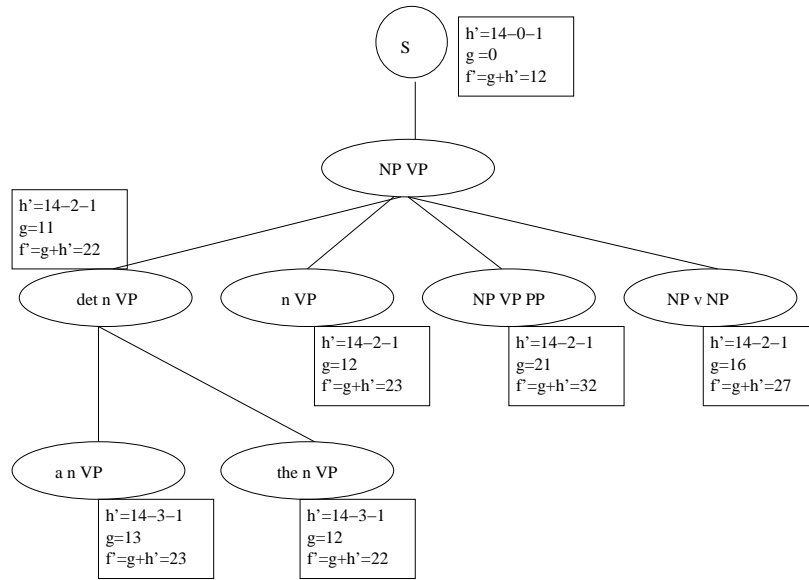 S
h'=14−0−1
g =0
f'=g+h'=12
NP VP
h'=14−2−1
g=11
f'=g+h'=22
det n VP
n VP
NP VP PP
NP v NP
h'=14−2−1
g=12
f'=g+h'=23
h'=14−2−1
g=21
f'=g+h'=32
h'=14−2−1
g=16
f'=g+h'=27
a n VP
the n VP
h'=14−3−1
g=13
f'=g+h'=23
h'=14−3−1
g=12
f'=g+h'=22